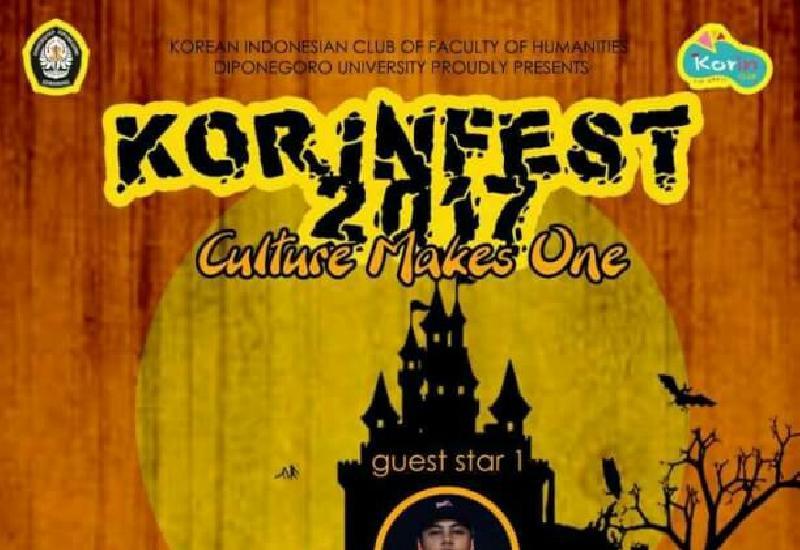 KOREAN INDONESIAN CLUB OF FACULTY OF HUMANITIES
DIPONEGORO UNIVERSITY PROUDLY PRESENTS
Korin
KORINFEST
2017
Culture Makes One
guest star 1